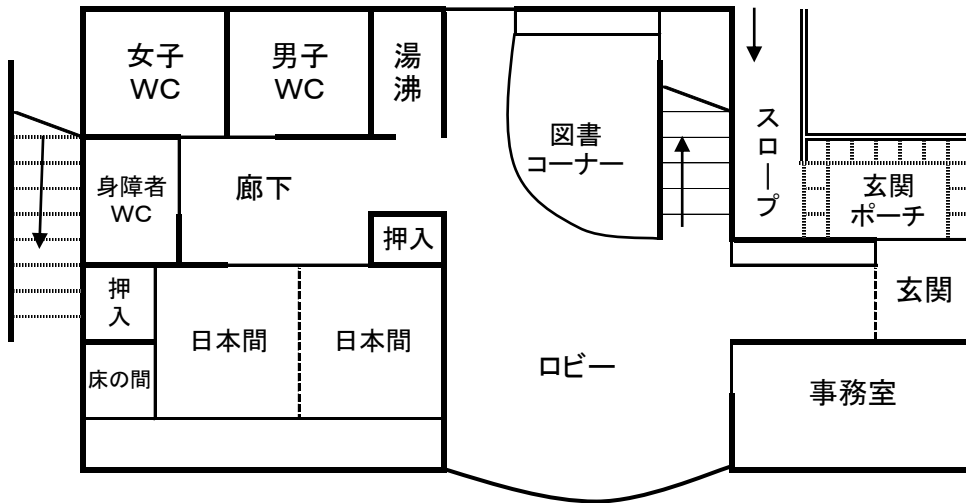 女子
WC
男子
WC
湯
沸
図書
コーナー
スロープ
玄関
ポーチ
身障者
WC
廊下
押入
押
入
日本間
日本間
玄関
ロビー
床の間
事務室